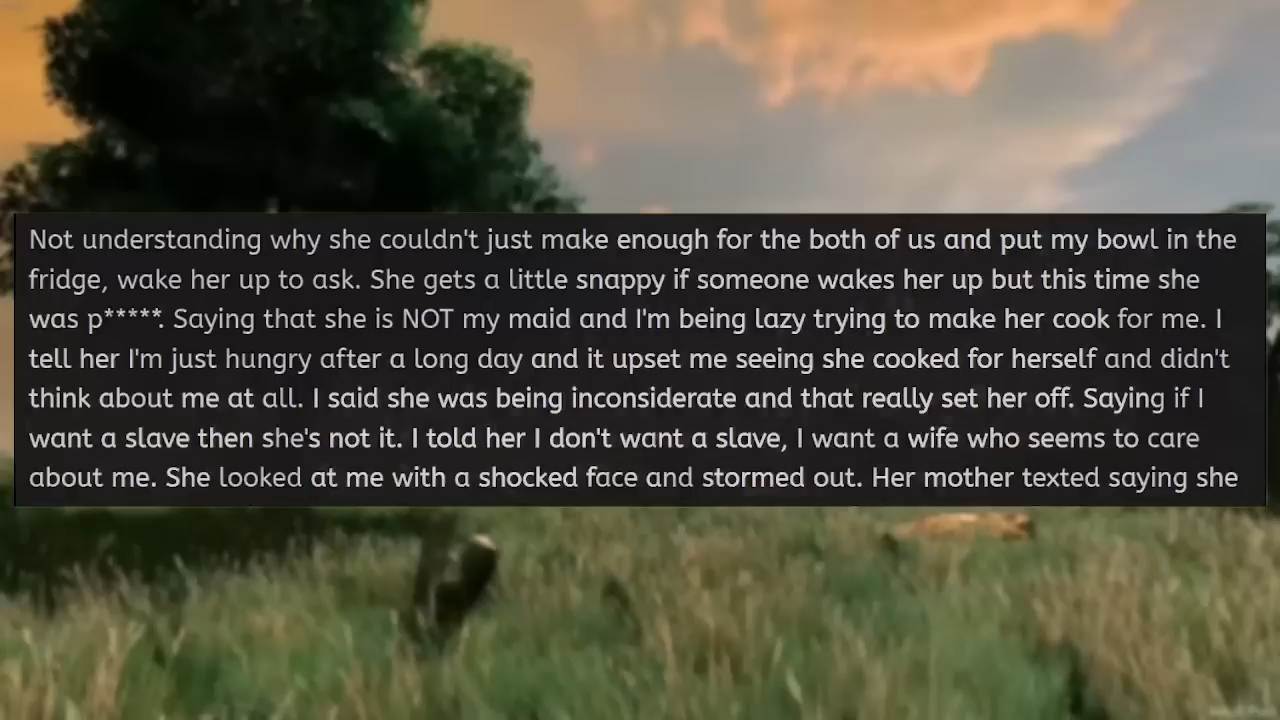 Not understanding why she couldn't just make enough for the both of us and put my bowl in the
fridge, wake her up to ask. She gets a little snappy if someone wakes her up but this time she
was p*****. Saying that she is NOT my maid and I'm being lazy trying to make her cook for me. I
tell her I'm just hungry after a long day and it upset me seeing she cooked for herself and didn't
think about me at all. I said she was being inconsiderate and that really set her off. Saying if I
want a slave then she's not it. I told her I don't want a slave, I want a wife who seems to care
about me. She looked at me with a shocked face and stormed out. Her mother texted saying she